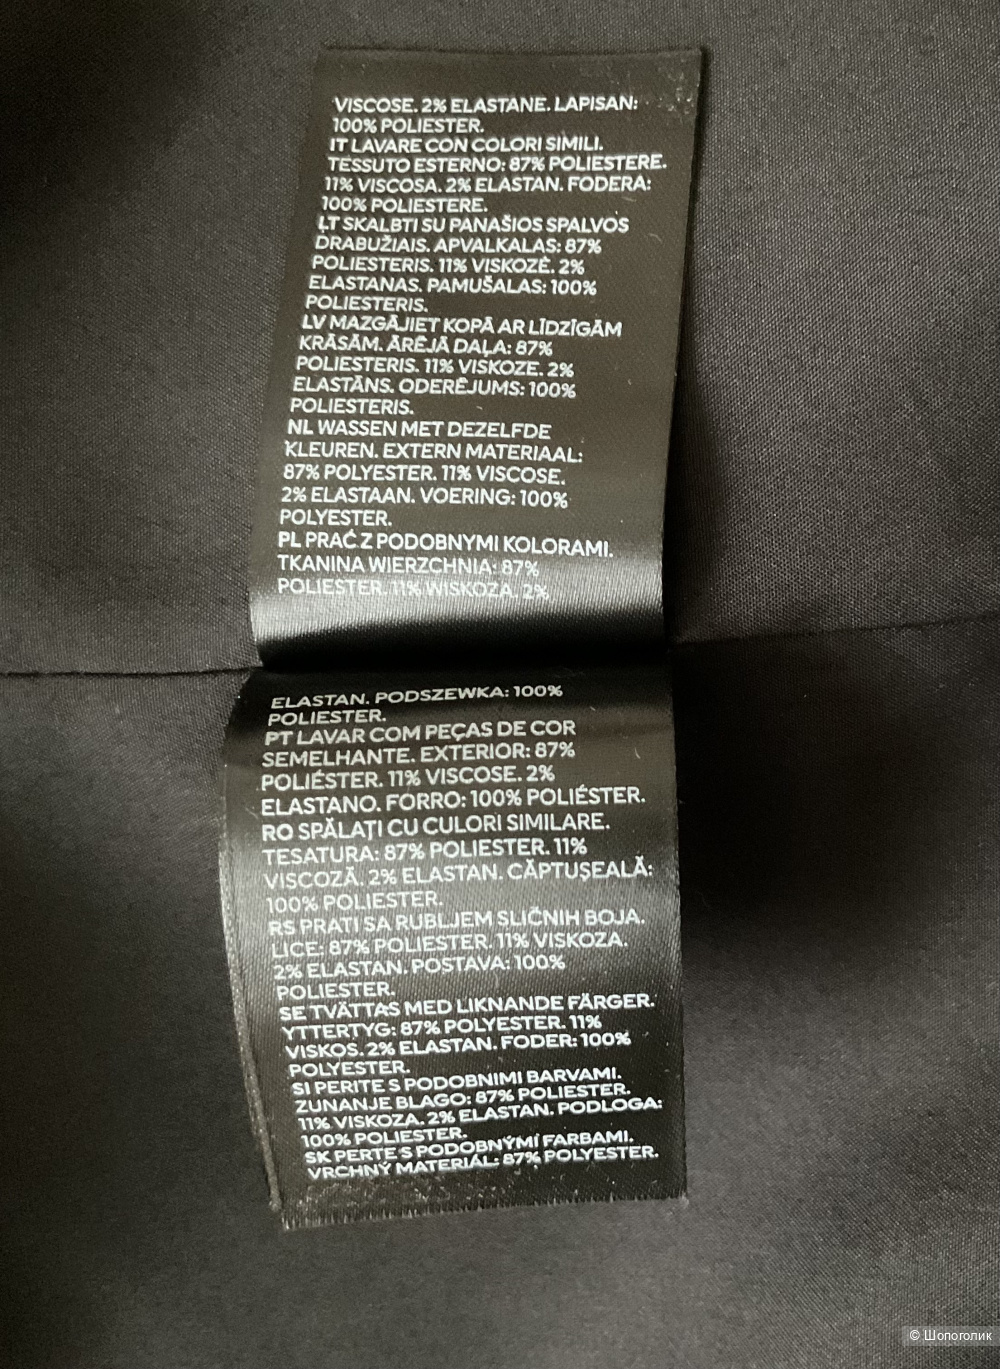 VISCOSE. 2% ELASTANE. LAPISAN:
100% POLIESTER.
IT LAVARE CON COLORI SIMILI.
TESSUTO ESTERNO: 87% POLIESTERE.
11% VISCOSA. 2% ELASTAN. FODERA:
100% POLIESTERE.
LT SKALBTI SU PANAŠIOS SPALVOS
DRABUŽIAIS. APVALKALAS: 87%
POLIESTERIS. 11% VISKOZĖ. 2%
ELASTANAS. PAMUŠALAS: 100%
POLIESTERIS.
LV MAZGĀJIET KOPĀ AR LĪDZĪGĀM
KRĀSĀM. ĀRĒJĀ DAĻA: 87%
POLIESTERIS. 11% VISKOZE. 2%
ELASTĀNS. ODERĒJUMS: 100%
POLIESTERIS.
NL WASSEN MET DEZELFDE
KLEUREN. EXTERN MATERIAAL:
87% POLYESTER. 11% VISCOSE.
2% ELASTAAN. VOERING: 100%
POLYESTER.
PL PRAĆ Z PODOBNYMI KOLORAMI.
TKANINA WIERZCHNIA: 87%
POLIESTER. 11% WISKOZA. 2%
ELASTAN. PODSZEWKA: 100%
POLIESTER.
PT LAVAR COM PEÇAS DE COR
SEMELHANTE. EXTERIOR: 87%
POLIÉSTER. 11% VISCOSE. 2%
ELASTANO. FORRO: 100% POLIÉSTER.
RO SPĂLAȚI CU CULORI SIMILARE.
TESATURA: 87% POLIESTER. 11%
VISCOZĂ. 2% ELASTAN. CĂPTUȘEALĂ:
100% POLIESTER.
RS PRATI SA RUBLJEM SLIČNIH BOJA.
LICE: 87% POLIESTER. 11% VISKOZA.
2% ELASTAN. POSTAVA: 100%
POLIESTER.
SE TVÄTTAS MED LIKNANDE FÄRGER.
YTTERTYG: 87% POLYESTER. 11%
VISKOS. 2% ELASTAN. FODER: 100%
POLYESTER.
SI PERITE S PODOBNIMI BARVAMI.
ZUNANJE BLAGO: 87% POLIESTER.
11% VISKOZA. 2% ELASTAN. PODLOGA:
100% POLIESTER.
SK PERTE S PODOBNÝMI FARBAMI.
VRCHNÝ MATERIÁL: 87% POLYESTER.
© Шопоголик